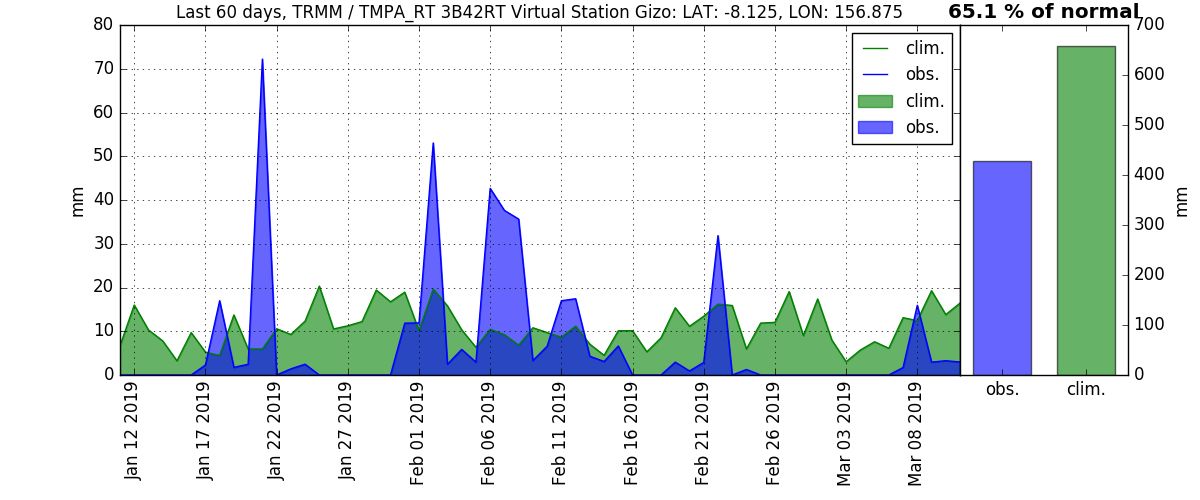 Last 60 days, TRMM / TMPA_RT 3B42RT Virtual Station Gizo: LAT: -8.125, LON: 156.875
65.1 % of normal
80
70
60
50
40
30
20
10
0
mm
clim.
obs.
clim.
obs.
700
600
500
400
300
200
100
0
mm
obs.
clim.
Jan 12 2019
Jan 17 2019
Jan 22 2019
Jan 27 2019
Feb 01 2019
Feb 06 2019
Feb 11 2019
Feb 16 2019
Feb 21 2019
Feb 26 2019
Mar 03 2019
Mar 08 2019